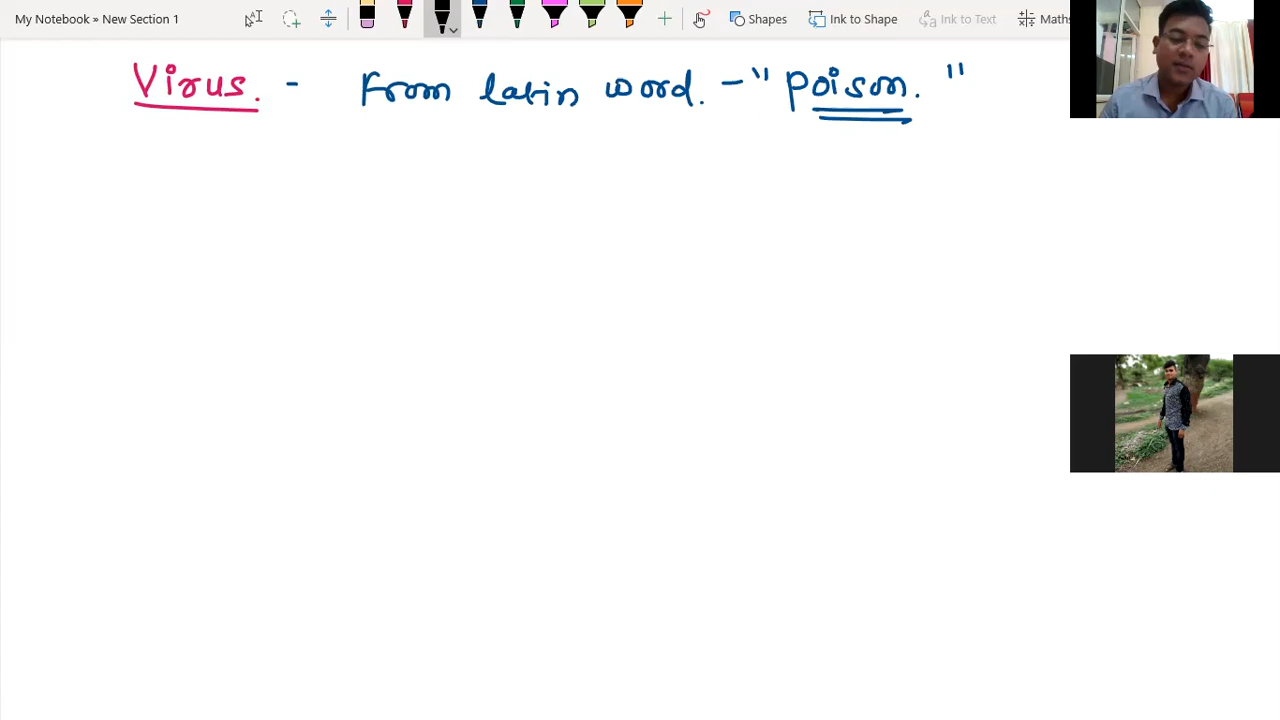 My Notebook » New Section 1
Shapes
Ink to Shape
Ink to Text
Maths
Virus. - From latin word. - "Poison."